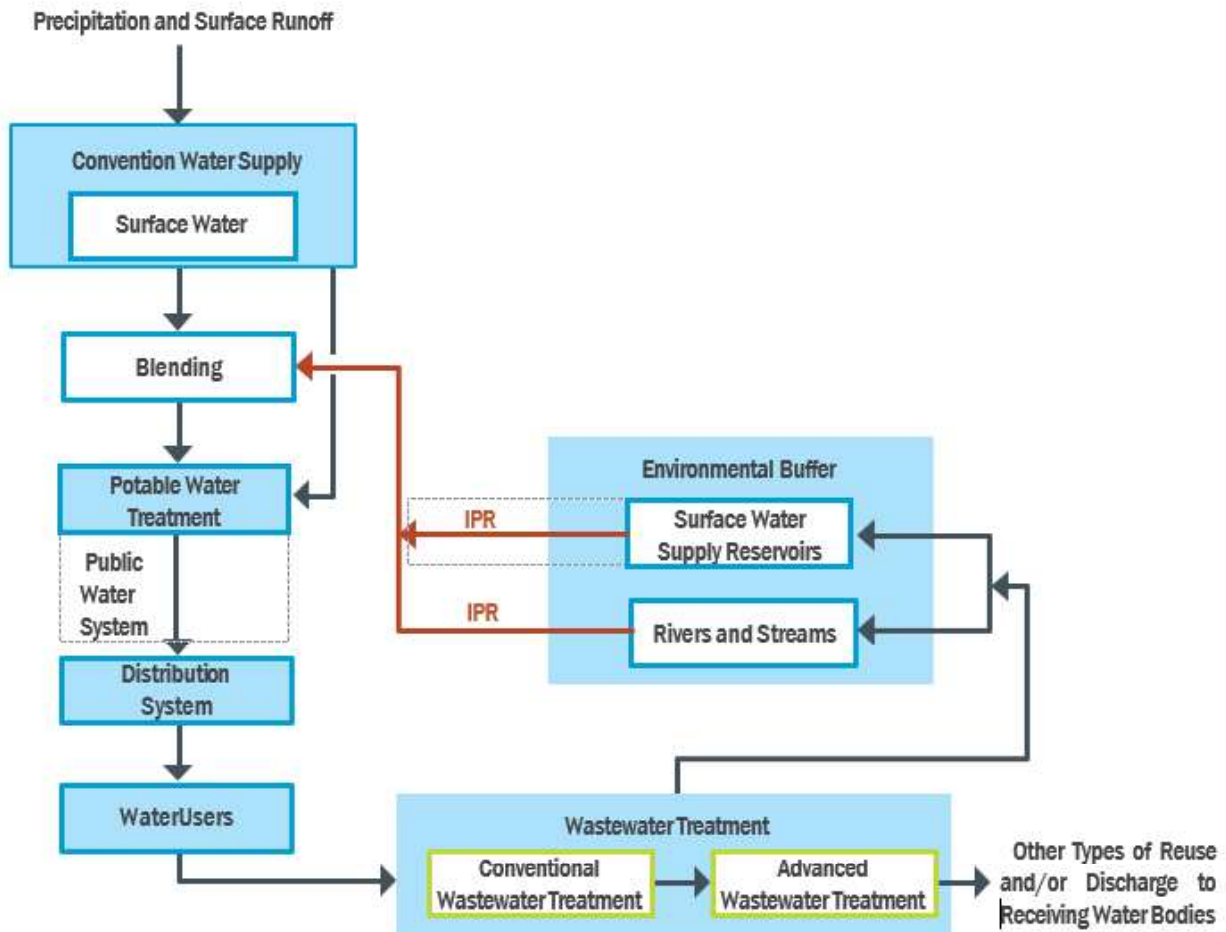 Precipitation and Surface Runoff
Convention Water Supply
Surface Water
Blending
Potable Water
Treatment
Public
Water
System
Distribution
System
WaterUsers
Environmental Buffer
IPR
Surface Water
Supply Reservoirs
IPR
Rivers and Streams
Wastewater Treatment
Conventional
Wastewater Treatment
Advanced
Wastewater Treatment
Other Types of Reuse
and/or Discharge to
Receiving Water Bodies